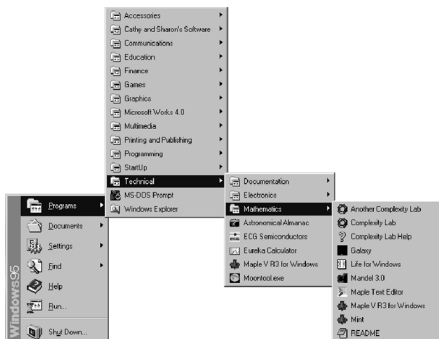 Accessories
Cathy and Sharon's Software
Communications
Education
Finance
Games
Graphics
Microsoft Works 4.0
Multimedia
Printing and Publishing
Programming
StartUp
Technical
MS-DOS Prompt
Windows Explorer
Documentation
Electronics
Mathematics
Astronomical Almanac
ECG Semiconductors
Eureka Calculator
Maple V R3 for Windows
Moontool.exe
Another Complexity Lab
Complexity Lab
Complexity Lab Help
Galaxy
Life for Windows
Mandel 3.0
Maple Text Editor
Maple V R3 for Windows
Mint
README
Programs
Documents
Settings
Find
Help
Run...
Shut Down...
Windows95